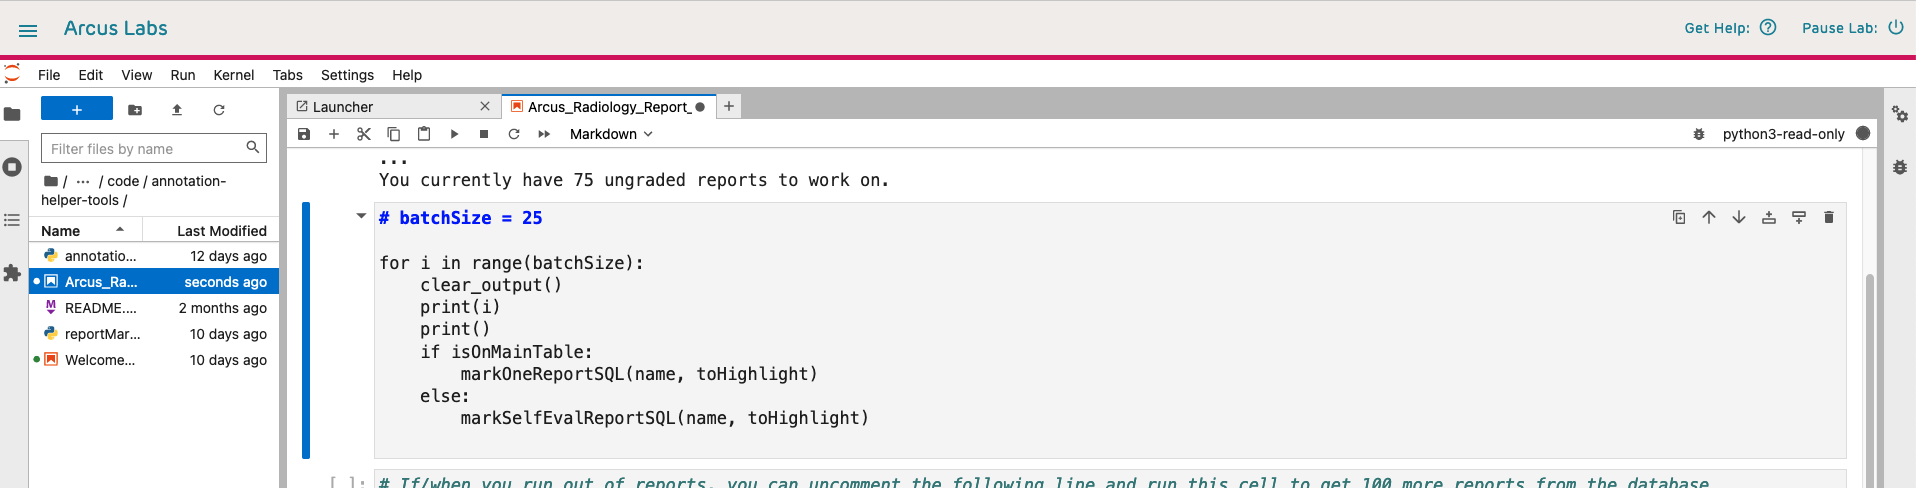 Arcus Labs
Get Help:
Pause Lab:
File Edit View Run Kernel Tabs Settings Help
Launcher
Arcus_Radiology_Report_
Markdown
python3-read-only
Filter files by name
/ ··· / code / annotation-
helper-tools /
Name Last Modified
annotatio... 12 days ago
Arcus_Ra... seconds ago
README.... 2 months ago
reportMar... 10 days ago
Welcome... 10 days ago
...
You currently have 75 ungraded reports to work on.
# batchSize = 25
for i in range(batchSize):
    clear_output()
    print(i)
    print()
    if isOnMainTable:
        markOneReportSQL(name, toHighlight)
    else:
        markSelfEvalReportSQL(name, toHighlight)
[ ]: # If/when you run out of reports, you can uncomment the following line and run this cell to get 100 more reports from the database